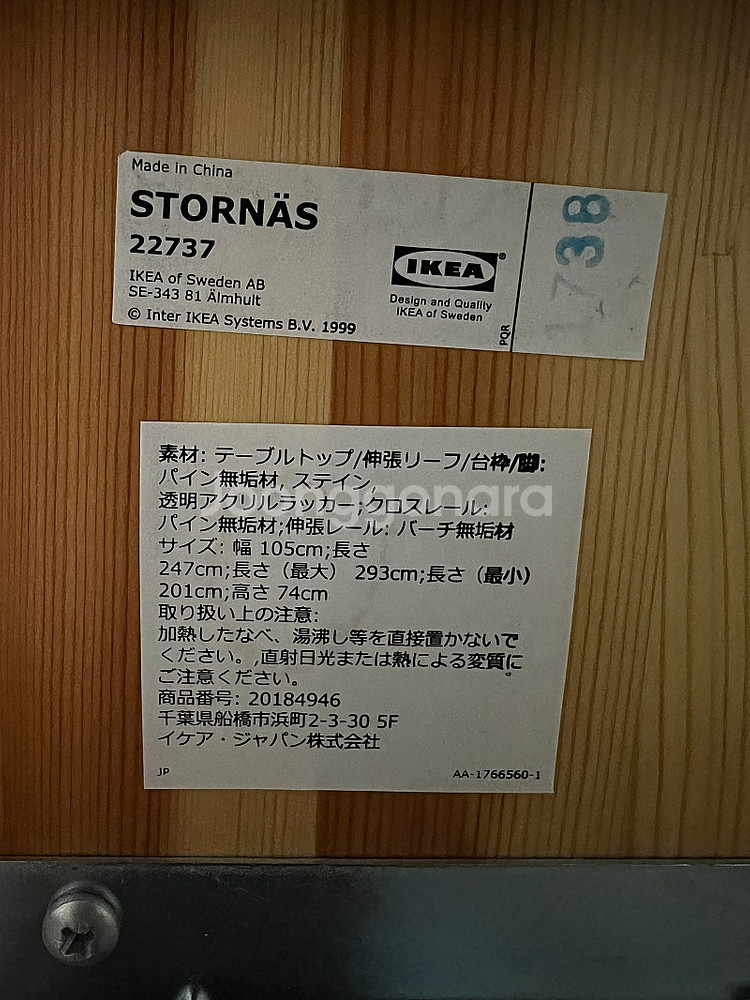 Made in China
STORNÄS
22737
IKEA of Sweden AB
SE-343 81 Älmhult
© Inter IKEA Systems B.V. 1999
IKEA®
Design and Quality
IKEA of Sweden
PQR
1738
素材: テーブルトップ/伸張リーフ/台枠/脚:
パイン無垢材, ステイン,
透明アクリルラッカー;クロスレール:
パイン無垢材;伸張レール: バーチ無垢材
サイズ: 幅 105cm;長さ
247cm;長さ（最大） 293cm;長さ（最小）
201cm;高さ 74cm
取り扱い上の注意:
加熱したなべ、湯沸し等を直接置かないで
ください。,直射日光または熱による変質に
ご注意ください。
商品番号: 20184946
千葉県船橋市浜町2-3-30 5F
イケア・ジャパン株式会社
JP
AA-1766560-1
Joonggonara